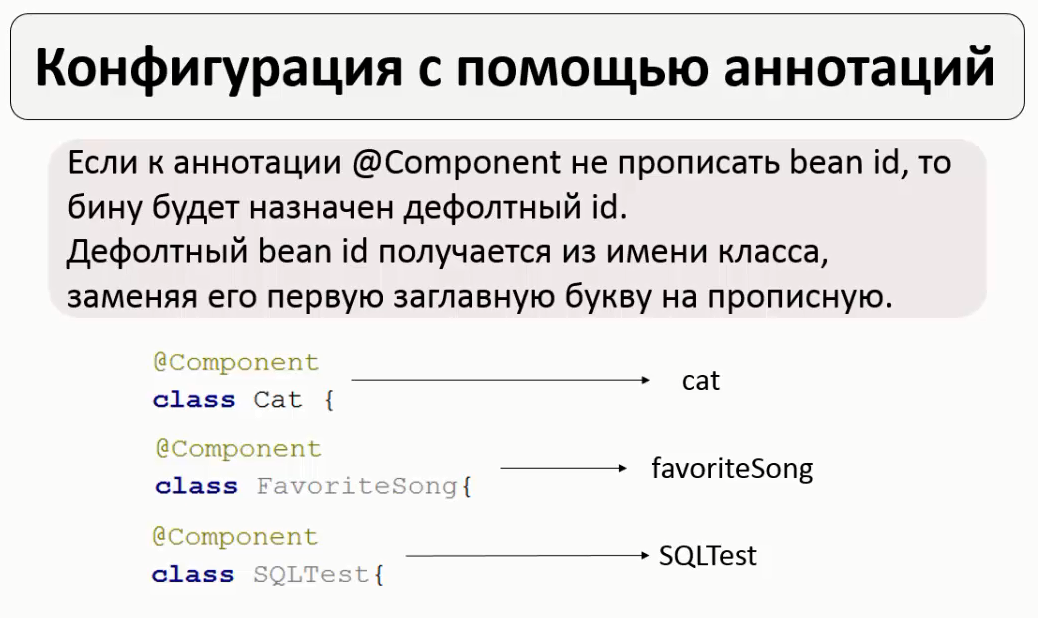 Конфигурация с помощью аннотаций
Если к аннотации @Component не прописать bean id, то
бину будет назначен дефолтный id.
Дефолтный bean id получается из имени класса,
заменяя его первую заглавную букву на прописную.
@Component
class Cat {
cat
@Component
class FavoriteSong{
favoriteSong
@Component
class SQLTest{
SQLTest